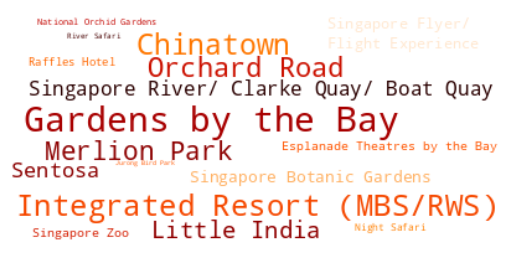 National Orchid Gardens
Singapore Flyer/
Flight Experience
River Safari
Chinatown
Raffles Hotel
Orchard Road
Singapore River/ Clarke Quay/ Boat Quay
Gardens by the Bay
Merlion Park
Esplanade Theatres by the Bay
Jurong Bird Park
Sentosa
Singapore Botanic Gardens
Integrated Resort (MBS/RWS)
Singapore Zoo
Little India
Night Safari